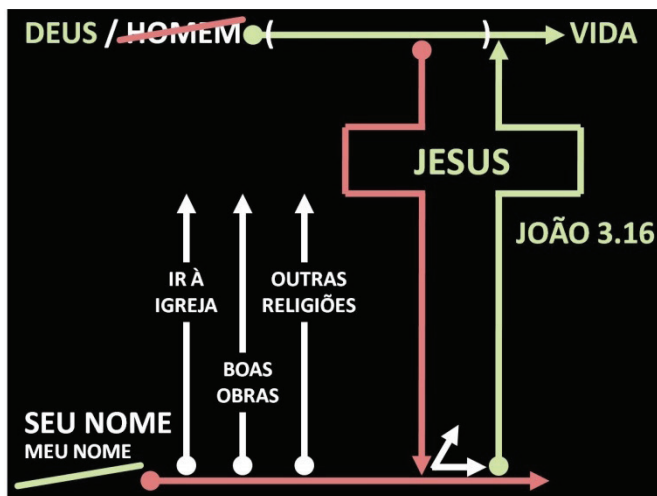 DEUS / HOMEM ( ) VIDA
JESUS
JOÃO 3.16
IR À
IGREJA
OUTRAS
RELIGIÕES
BOAS
OBRAS
SEU NOME
MEU NOME